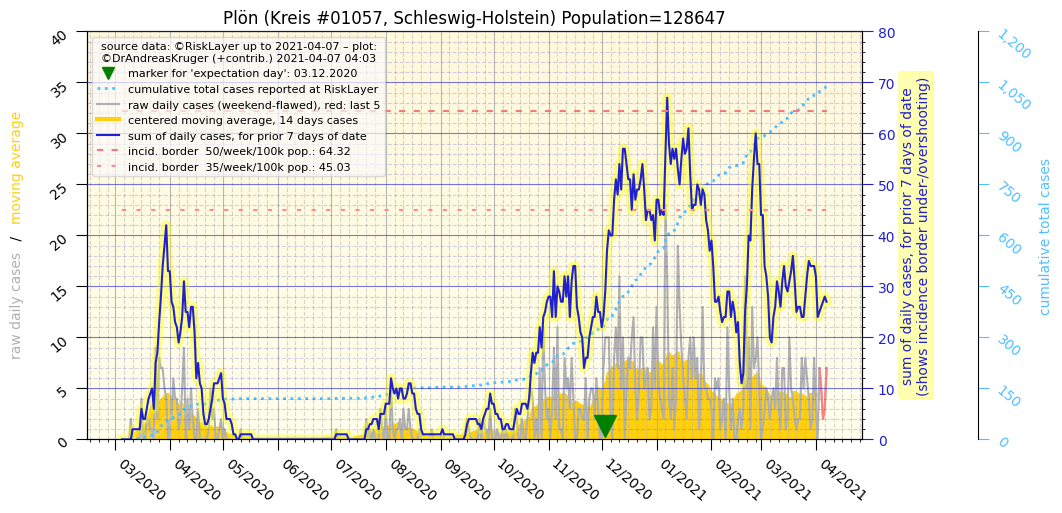 Plön (Kreis #01057, Schleswig-Holstein) Population=128647
source data: ©RiskLayer up to 2021-04-07 – plot:
©DrAndreasKruger (+contrib.) 2021-04-07 04:03
marker for 'expectation day': 03.12.2020
cumulative total cases reported at RiskLayer
raw daily cases (weekend-flawed), red: last 5
centered moving average, 14 days cases
sum of daily cases, for prior 7 days of date
incid. border  50/week/100k pop.: 64.32
incid. border  35/week/100k pop.: 45.03
raw daily cases / moving average
40
35
30
25
20
15
10
5
0
03/2020
04/2020
05/2020
06/2020
07/2020
08/2020
09/2020
10/2020
11/2020
12/2020
01/2021
02/2021
03/2021
04/2021
80
70
60
50
40
30
20
10
0
sum of daily cases, for prior 7 days of date
(shows incidence border under-/overshooting)
1,200
1,050
900
750
600
450
300
150
0
cumulative total cases